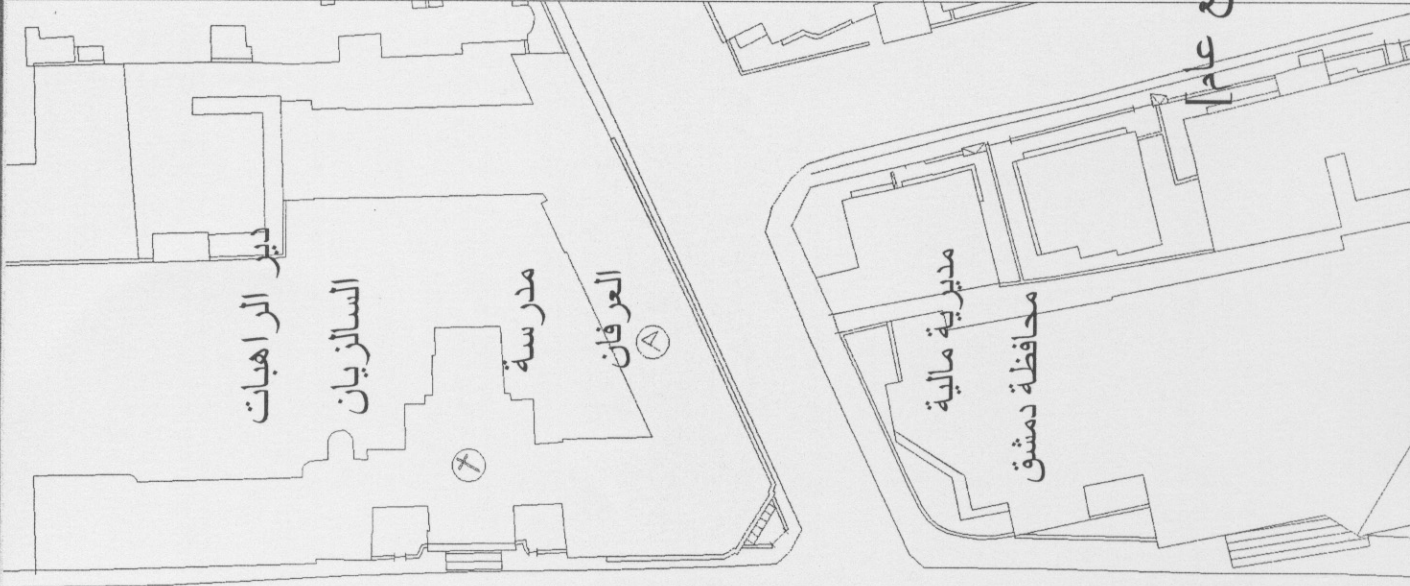 دير الراهبات
السالزيان
مدرسة
العرفان
مديرية مالية
محافظة دمشق